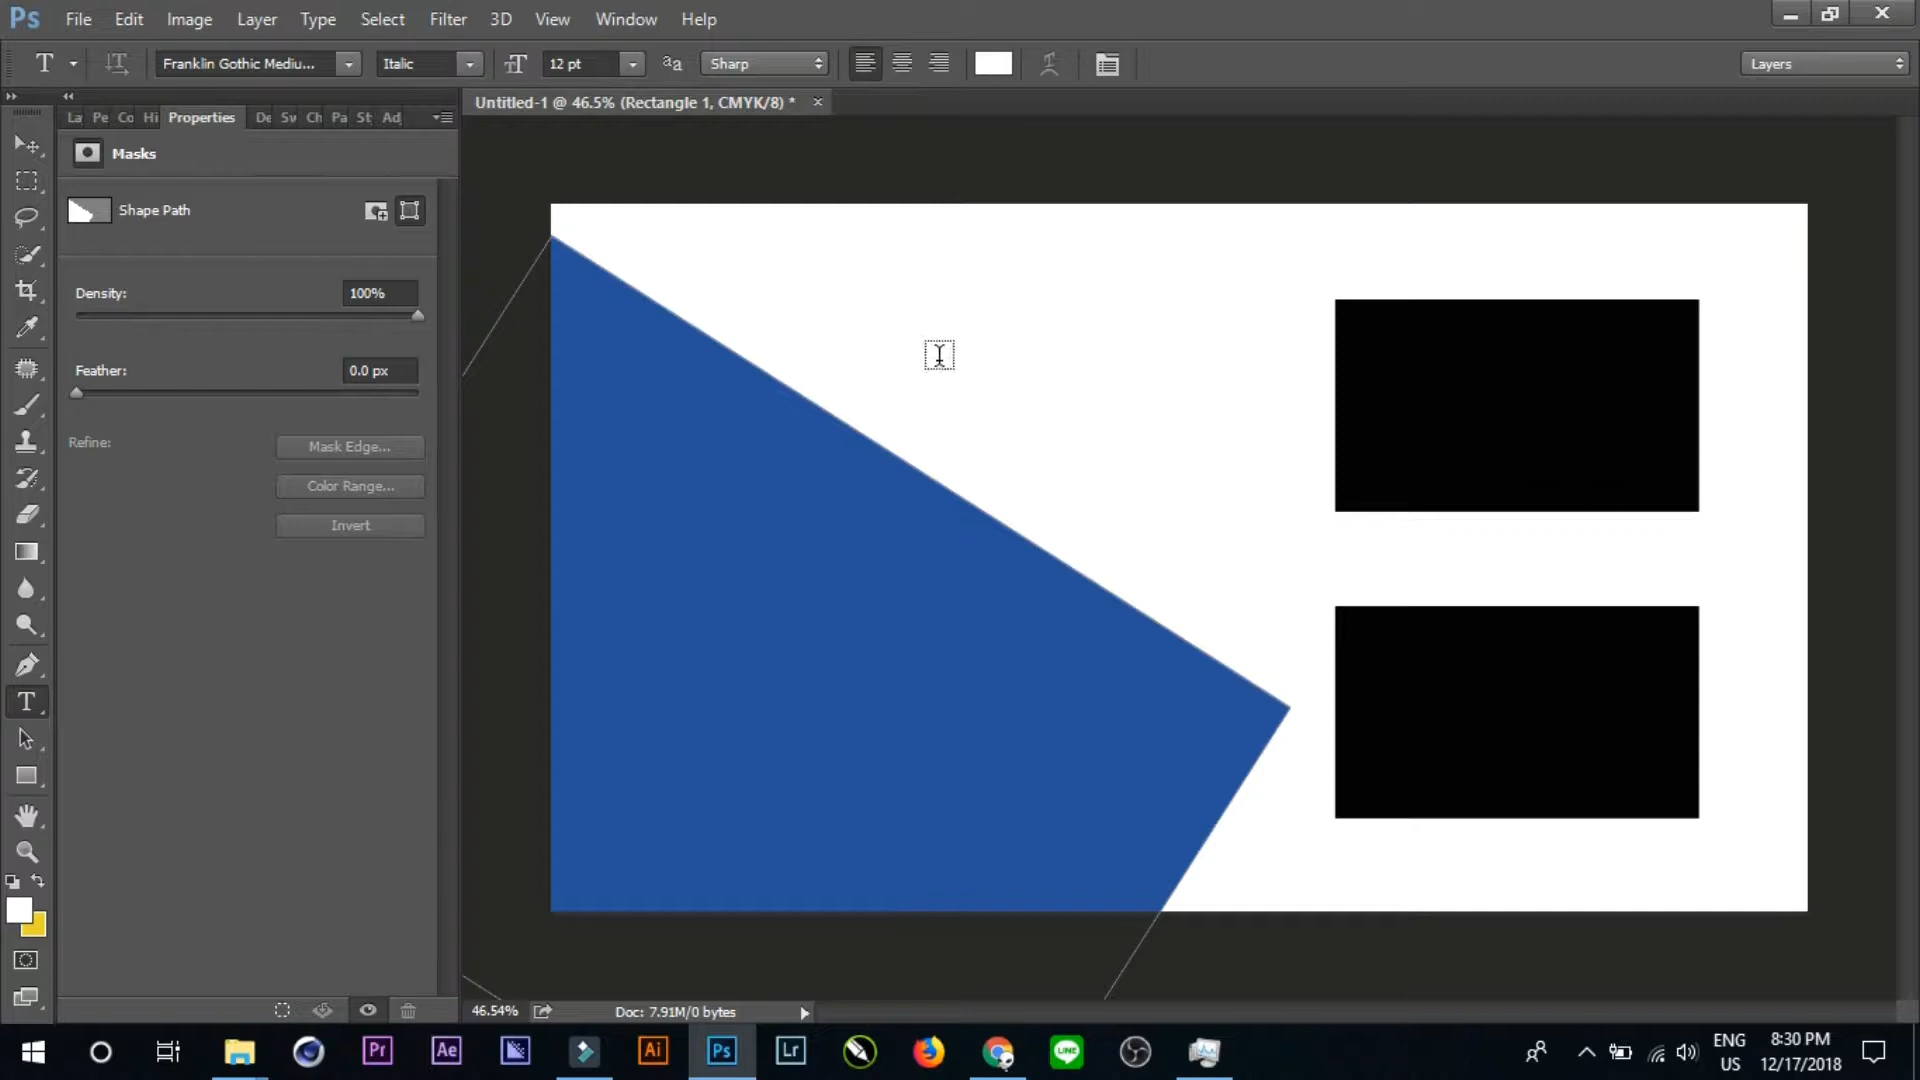 Ps File Edit Image Layer Type Select Filter 3D View Window Help
T Franklin Gothic Mediu... Italic 12 pt aa Sharp Layers
La Pe Co Hi Properties De Sw Ch Pa St Ad
Untitled-1 @ 46.5% (Rectangle 1, CMYK/8) * ×
Masks
Shape Path
Density: 100%
Feather: 0.0 px
Refine: Mask Edge...
Color Range...
Invert
T
46.54% Doc: 7.91M/0 bytes
Pr Ae Ai Ps Lr LINE
ENG 8:30 PM
US 12/17/2018